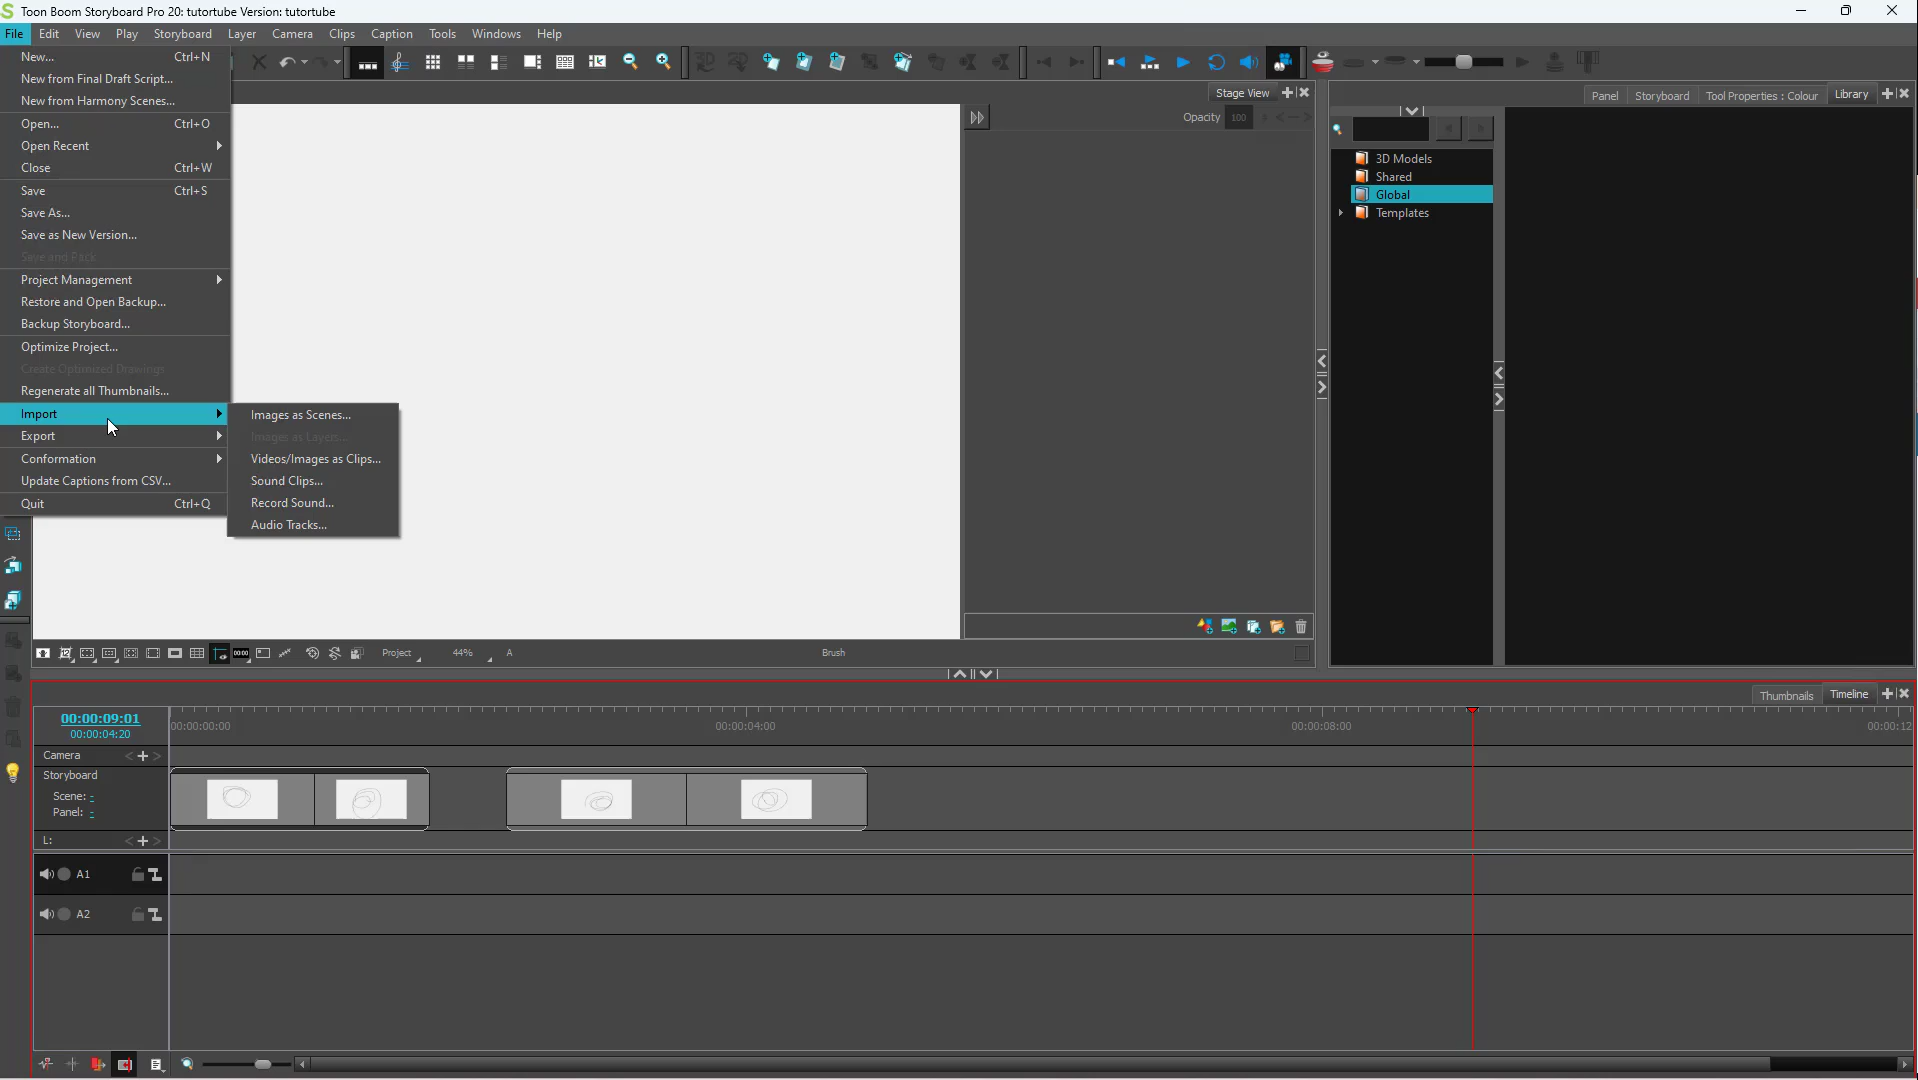 Toon Boom Storyboard Pro 20: tutortube Version: tutortube
File Edit View Play Storyboard Layer Camera Clips Caption Tools Windows Help
New... Ctrl+N
New from Final Draft Script...
New from Harmony Scenes...
Open... Ctrl+O
Open Recent
Close Ctrl+W
Save Ctrl+S
Save As...
Save as New Version...
Save and Pack
Project Management
Restore and Open Backup...
Backup Storyboard...
Optimize Project...
Create Optimized Drawings
Regenerate all Thumbnails...
Import
Export
Conformation
Update Captions from CSV...
Quit Ctrl+Q
Images as Scenes...
Images as Layers...
Videos/Images as Clips...
Sound Clips...
Record Sound...
Audio Tracks...
Stage View
Opacity 100
Panel Storyboard Tool Properties : Colour Library
3D Models
Shared
Global
Templates
Project 44% A Brush
Thumbnails Timeline
00:00:09:01
00:00:04:20
00:00:00:00 00:00:04:00 00:00:08:00 00:00:12
Camera
Storyboard
Scene: -
Panel: -
L:
A1
A2